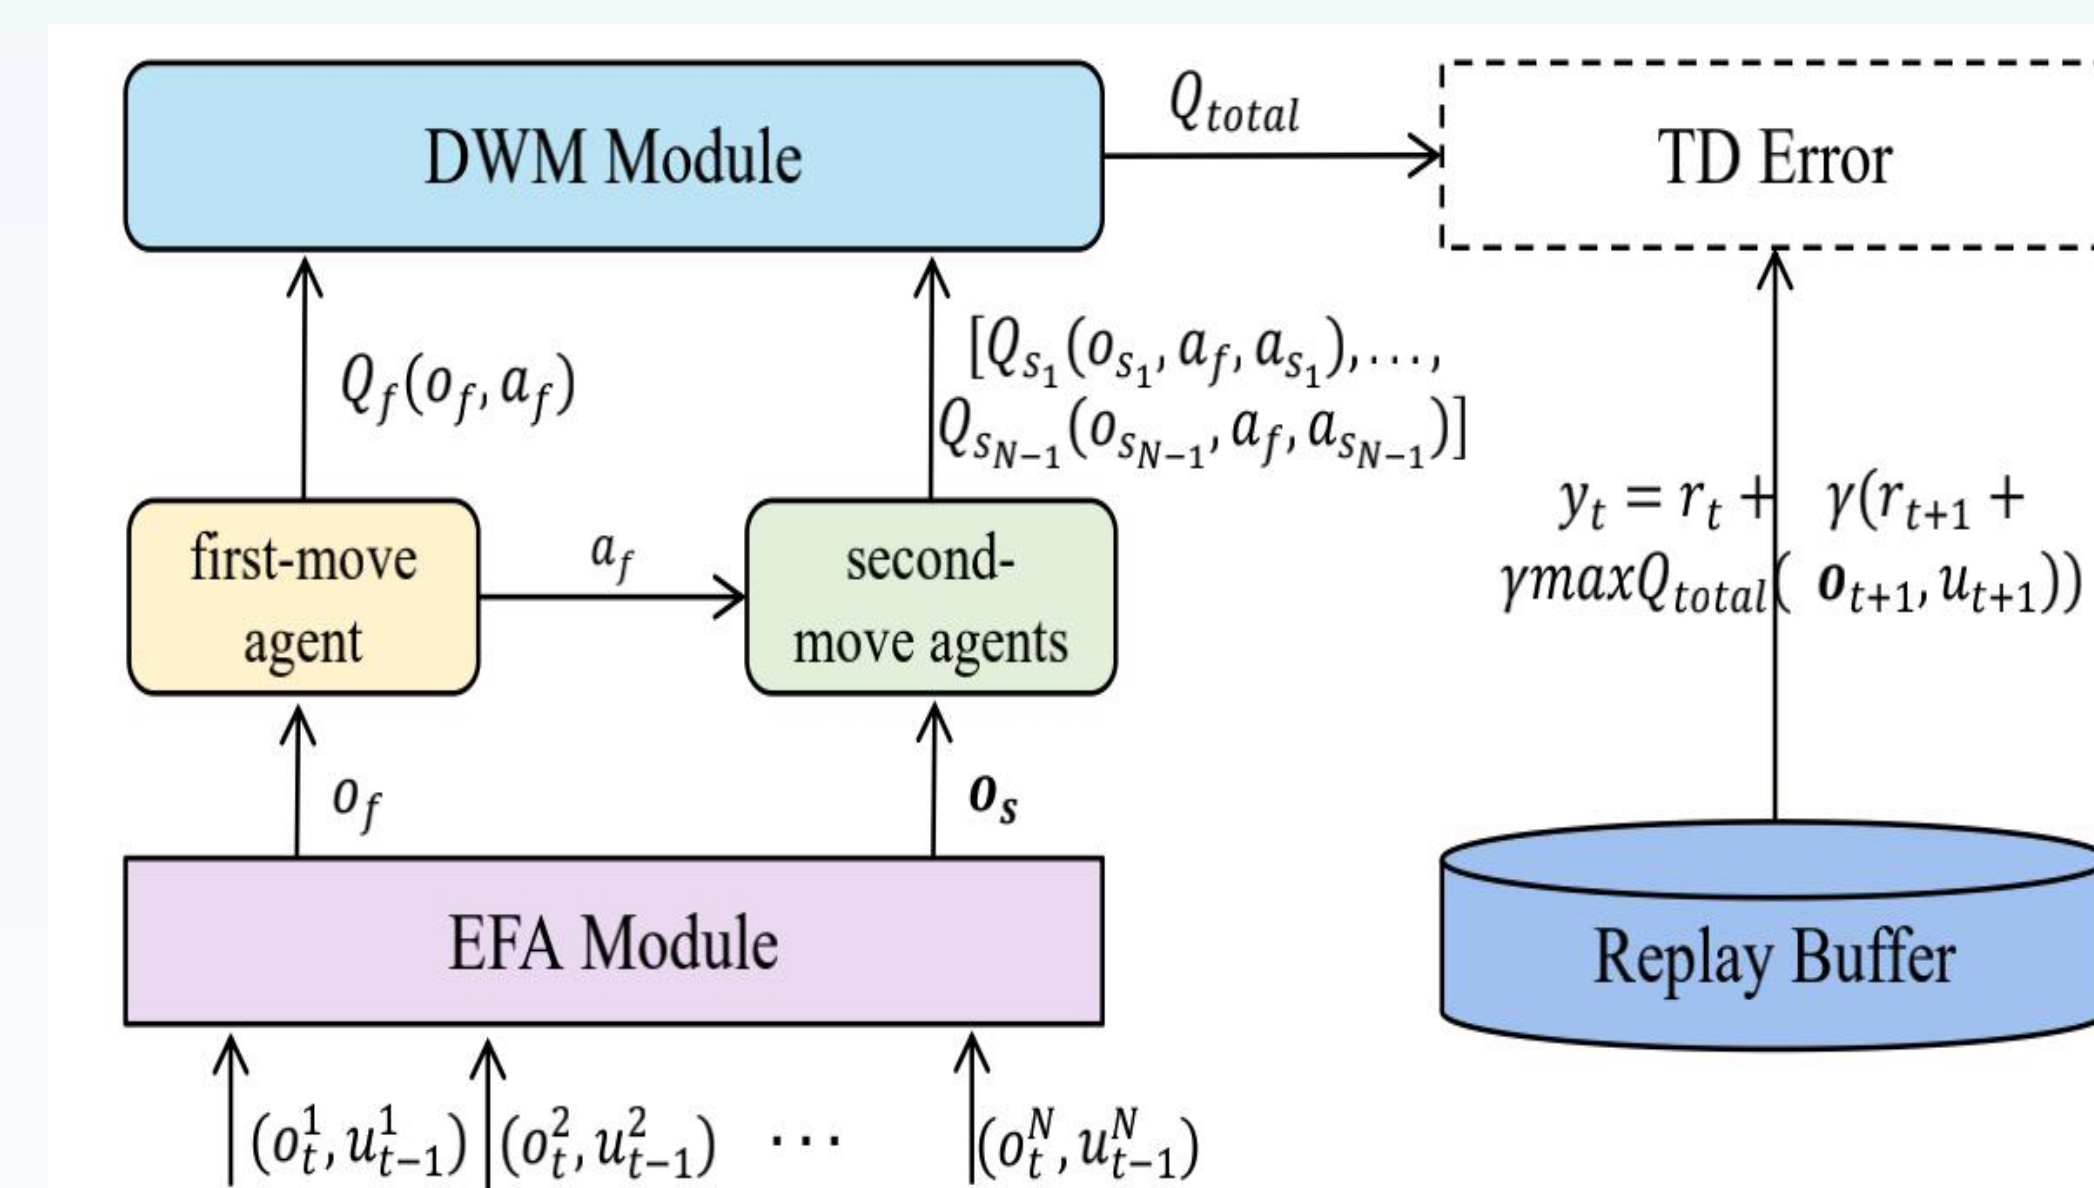 DWM Module
Q_total
TD Error
Q_f(o_f, a_f)
[Q_{s_1}(o_{s_1}, a_f, a_{s_1}),...,
Q_{s_{N-1}}(o_{s_{N-1}}, a_f, a_{s_{N-1}})]
first-move
agent
a_f
second-
move agents
y_t = r_t + γ(r_{t+1} +
γmaxQ_{total}( o_{t+1}, u_{t+1}))
o_f
o_s
EFA Module
Replay Buffer
(o_t^1, u_{t-1}^1) (o_t^2, u_{t-1}^2) ··· (o_t^N, u_{t-1}^N)